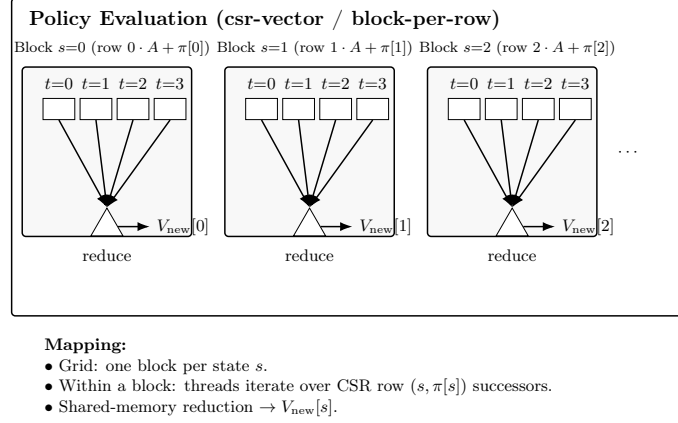 Policy Evaluation (csr-vector / block-per-row)
Block s=0 (row 0 · A + π[0]) Block s=1 (row 1 · A + π[1]) Block s=2 (row 2 · A + π[2])
t=0 t=1 t=2 t=3 t=0 t=1 t=2 t=3 t=0 t=1 t=2 t=3
...
V_new[0] V_new[1] V_new[2]
reduce reduce reduce
Mapping:
• Grid: one block per state s.
• Within a block: threads iterate over CSR row (s, π[s]) successors.
• Shared-memory reduction → V_new[s].